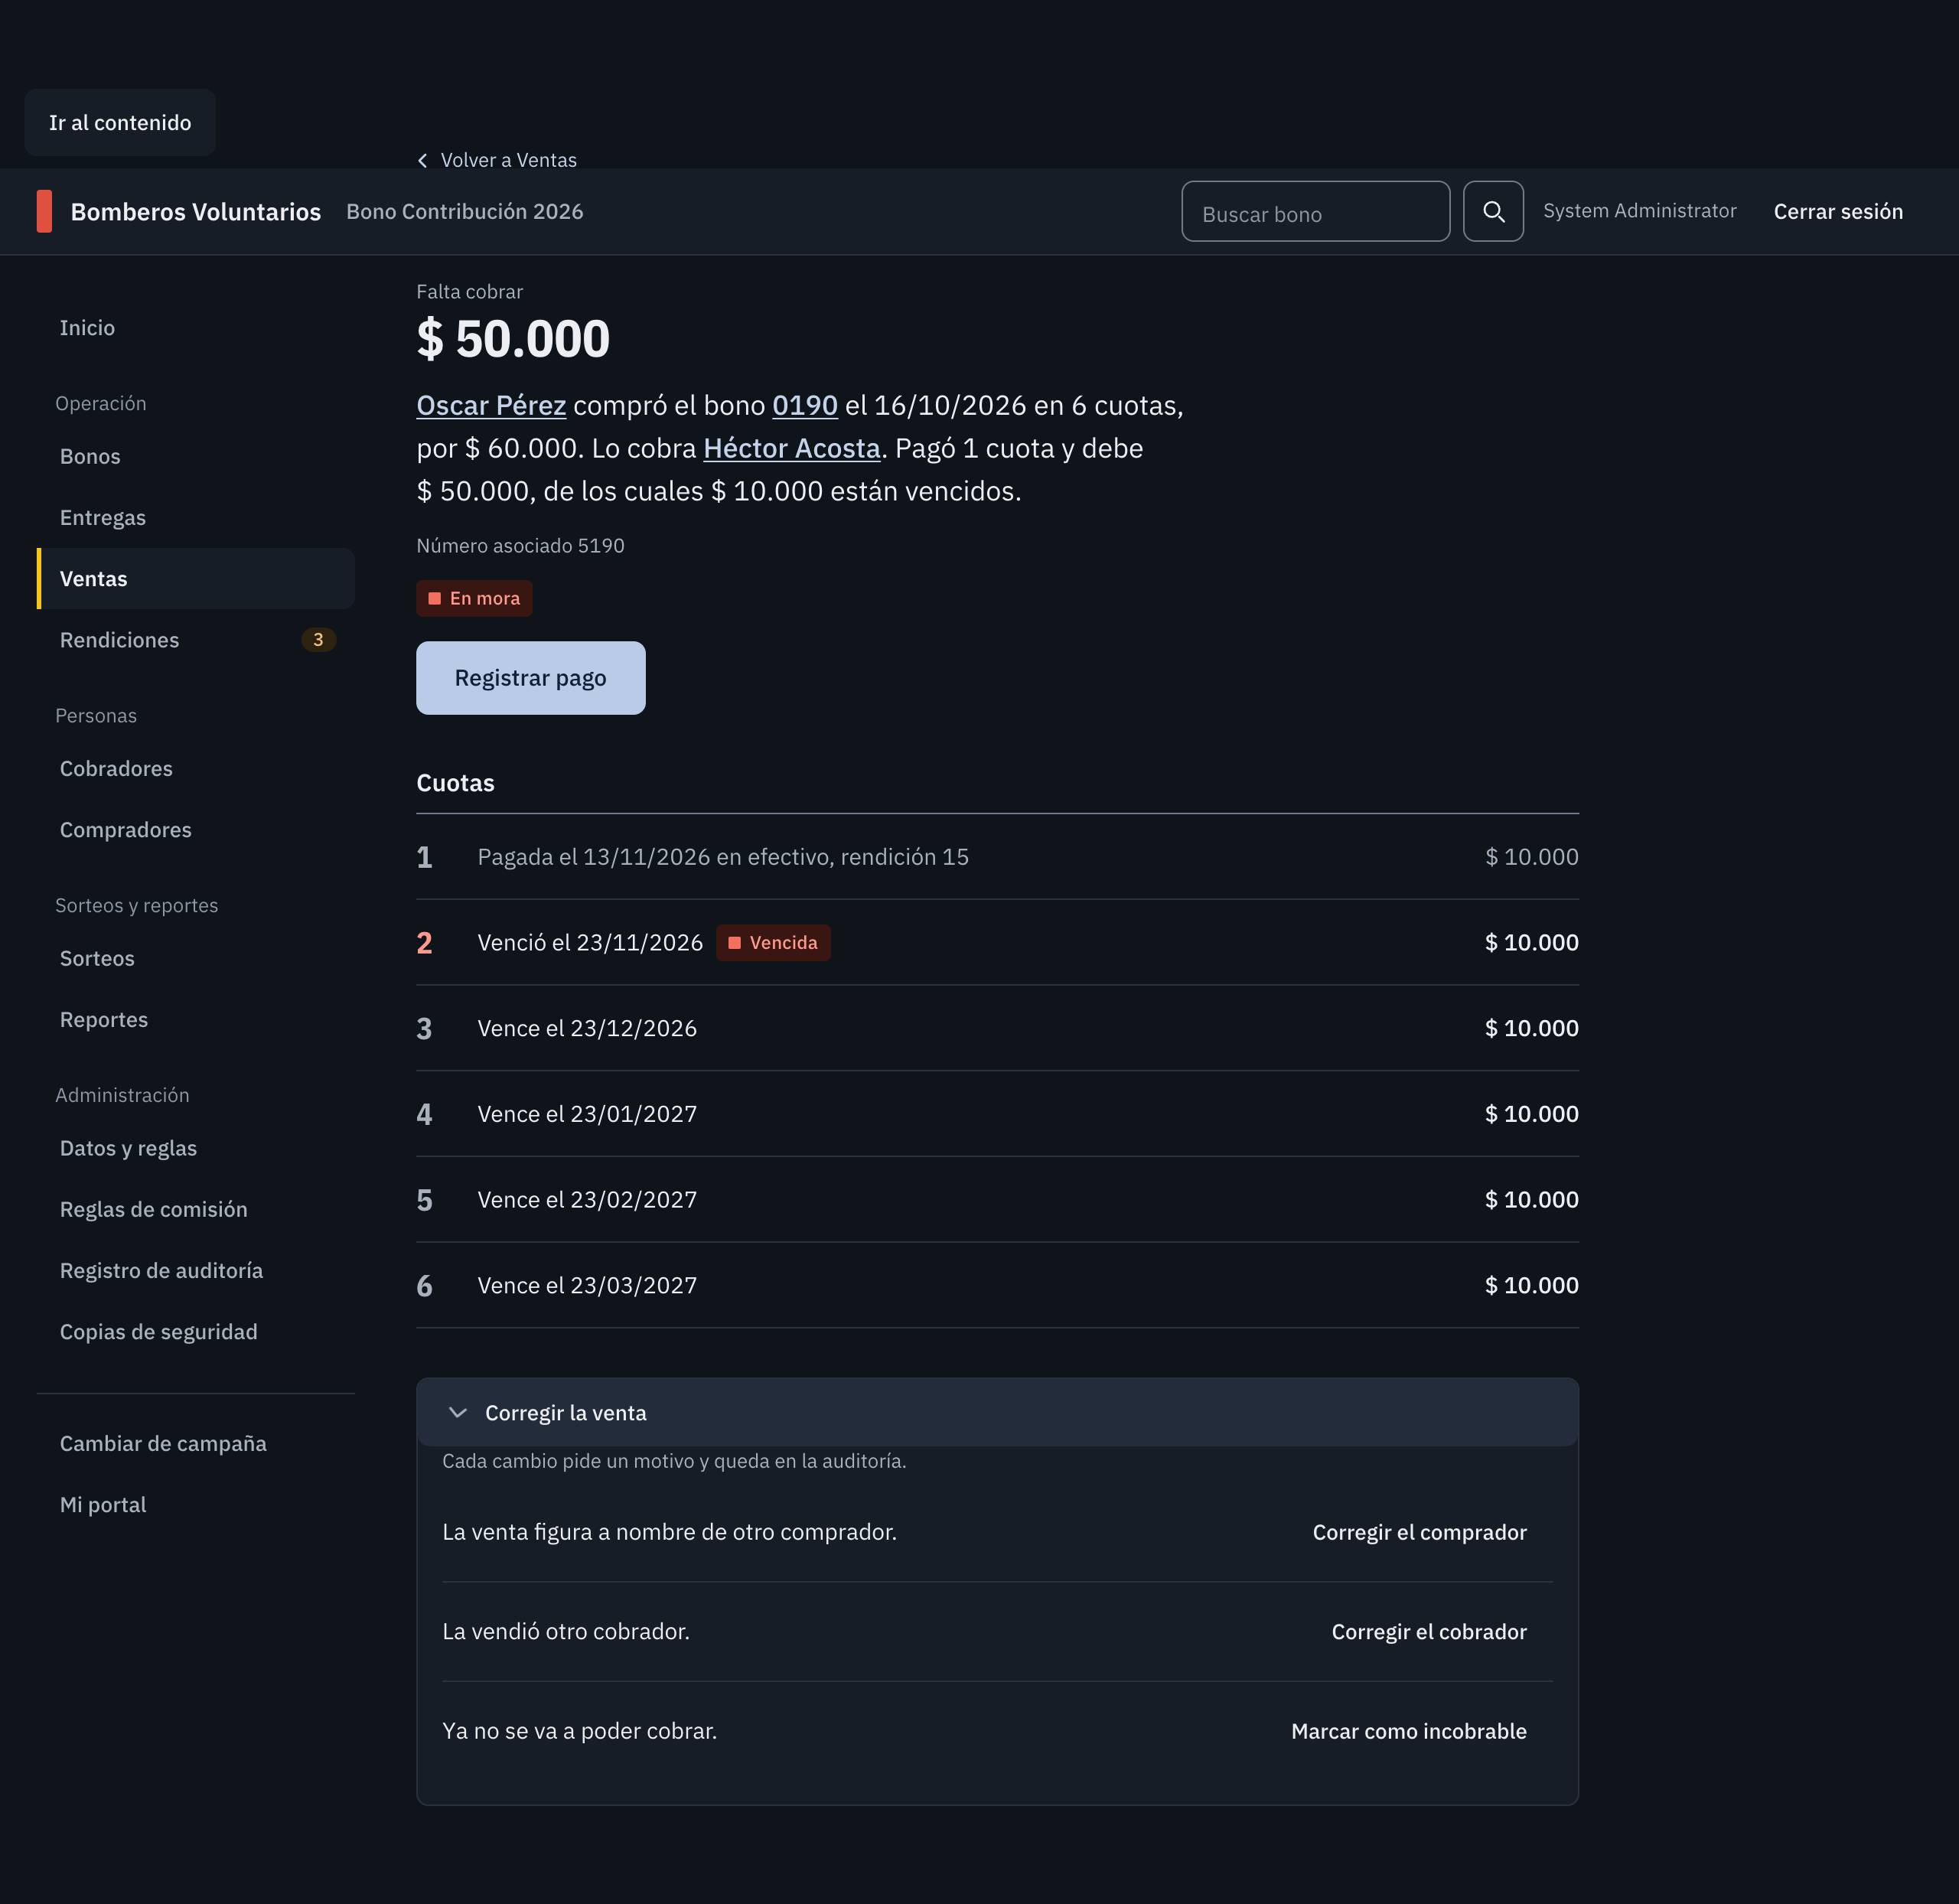 Ir al contenido
Volver a Ventas
Bomberos Voluntarios
Bono Contribución 2026
Buscar bono
System Administrator
Cerrar sesión
Inicio
Operación
Bonos
Entregas
Ventas
Rendiciones 3
Personas
Cobradores
Compradores
Sorteos y reportes
Sorteos
Reportes
Administración
Datos y reglas
Reglas de comisión
Registro de auditoría
Copias de seguridad
Cambiar de campaña
Mi portal
Falta cobrar
$ 50.000
Oscar Pérez compró el bono 0190 el 16/10/2026 en 6 cuotas,
por $ 60.000. Lo cobra Héctor Acosta. Pagó 1 cuota y debe
$ 50.000, de los cuales $ 10.000 están vencidos.
Número asociado 5190
En mora
Registrar pago
Cuotas
1 Pagada el 13/11/2026 en efectivo, rendición 15 $ 10.000
2 Venció el 23/11/2026 Vencida $ 10.000
3 Vence el 23/12/2026 $ 10.000
4 Vence el 23/01/2027 $ 10.000
5 Vence el 23/02/2027 $ 10.000
6 Vence el 23/03/2027 $ 10.000
Corregir la venta
Cada cambio pide un motivo y queda en la auditoría.
La venta figura a nombre de otro comprador. Corregir el comprador
La vendió otro cobrador. Corregir el cobrador
Ya no se va a poder cobrar. Marcar como incobrable